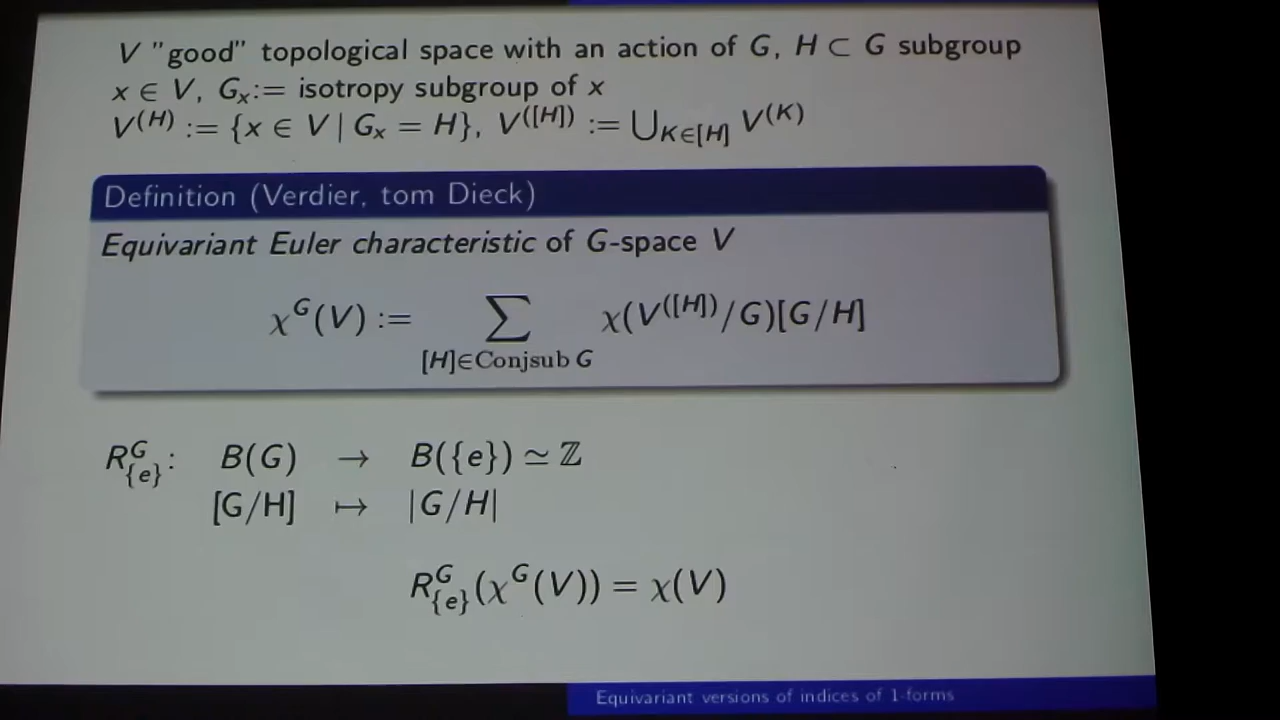 V "good" topological space with an action of G, H ⊂ G subgroup
x ∈ V, G_x := isotropy subgroup of x
V^{(H)} := {x ∈ V | G_x = H}, V^{([H])} := ⋃_{K∈[H]} V^{(K)}
Definition (Verdier, tom Dieck)
Equivariant Euler characteristic of G-space V
χ^G(V) := ∑_{[H]∈Conjsub G} χ(V^{([H])}/G)[G/H]
R^G_{{e}}: B(G) → B({e}) ≃ ℤ
[G/H] ↦ |G/H|
R^G_{{e}}(χ^G(V)) = χ(V)
Equivariant versions of indices of 1-forms